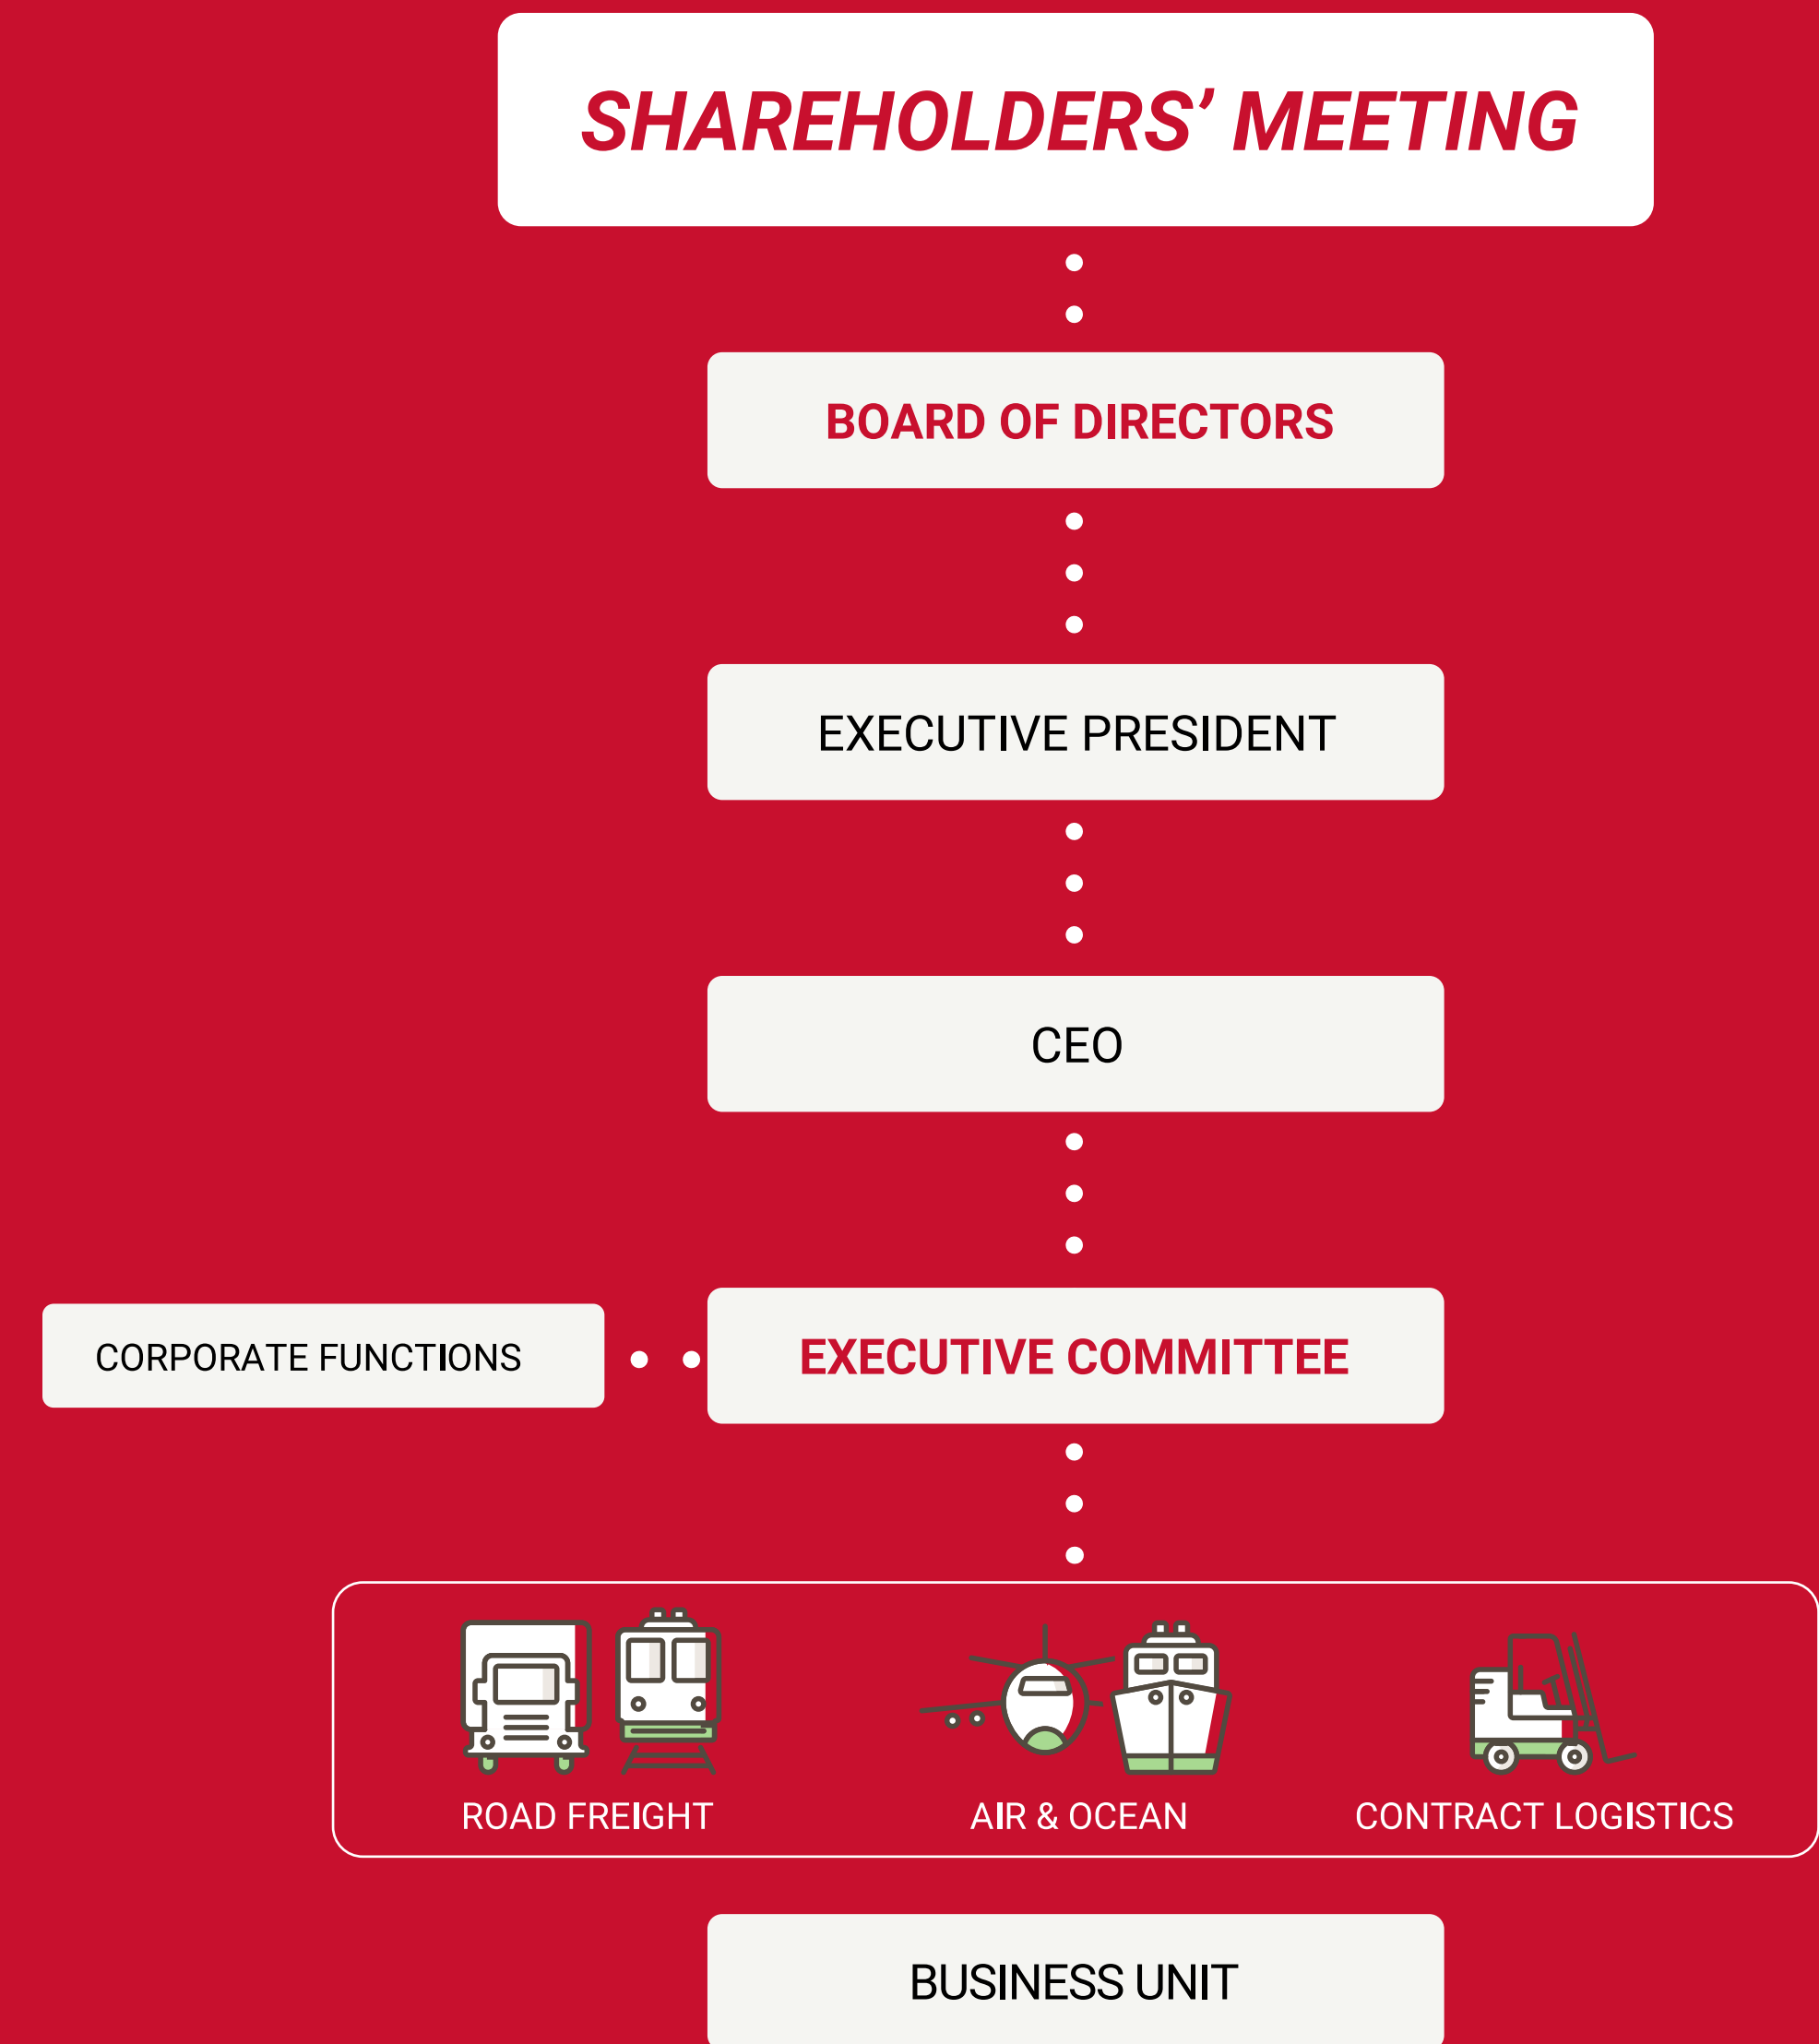 SHAREHOLDERS’ MEETING
BOARD OF DIRECTORS
EXECUTIVE PRESIDENT
CEO
CORPORATE FUNCTIONS
EXECUTIVE COMMITTEE
ROAD FREIGHT
AIR & OCEAN
CONTRACT LOGISTICS
BUSINESS UNIT